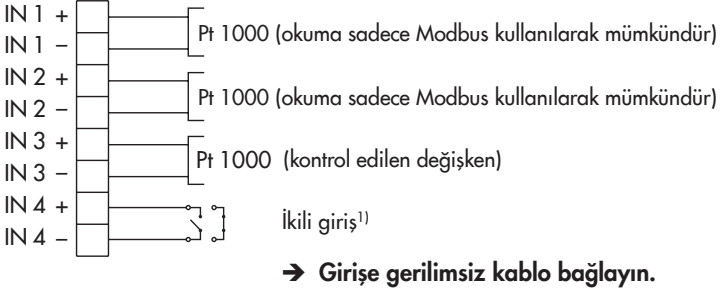 IN 1 +
Pt 1000 (okuma sadece Modbus kullanılarak mümkündür)
IN 1 –
IN 2 +
Pt 1000 (okuma sadece Modbus kullanılarak mümkündür)
IN 2 –
IN 3 +
Pt 1000 (kontrol edilen değişken)
IN 3 –
IN 4 +
İkili giriş1)
IN 4 –
➔ Girişe gerilimsiz kablo bağlayın.